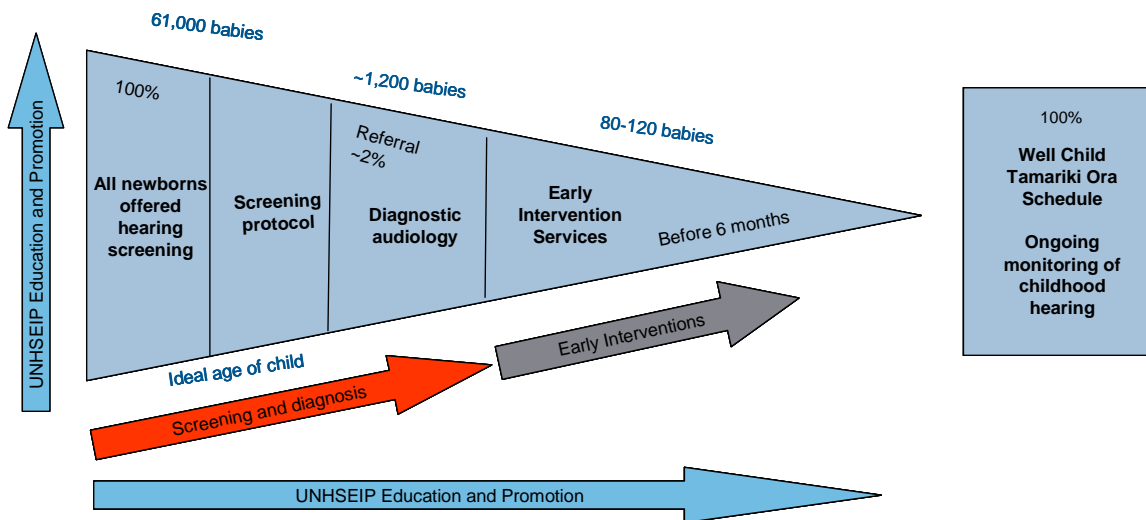 61,000 babies
~1,200 babies
80-120 babies
UNHSEIP Education and Promotion
100%
All newborns
offered
hearing
screening
Screening
protocol
Referral
~2%
Diagnostic
audiology
Early
Intervention
Services
Before 6 months
100%
Well Child
Tamariki Ora
Schedule
Ongoing
monitoring of
childhood
hearing
Ideal age of child
Screening and diagnosis
Early Interventions
UNHSEIP Education and Promotion